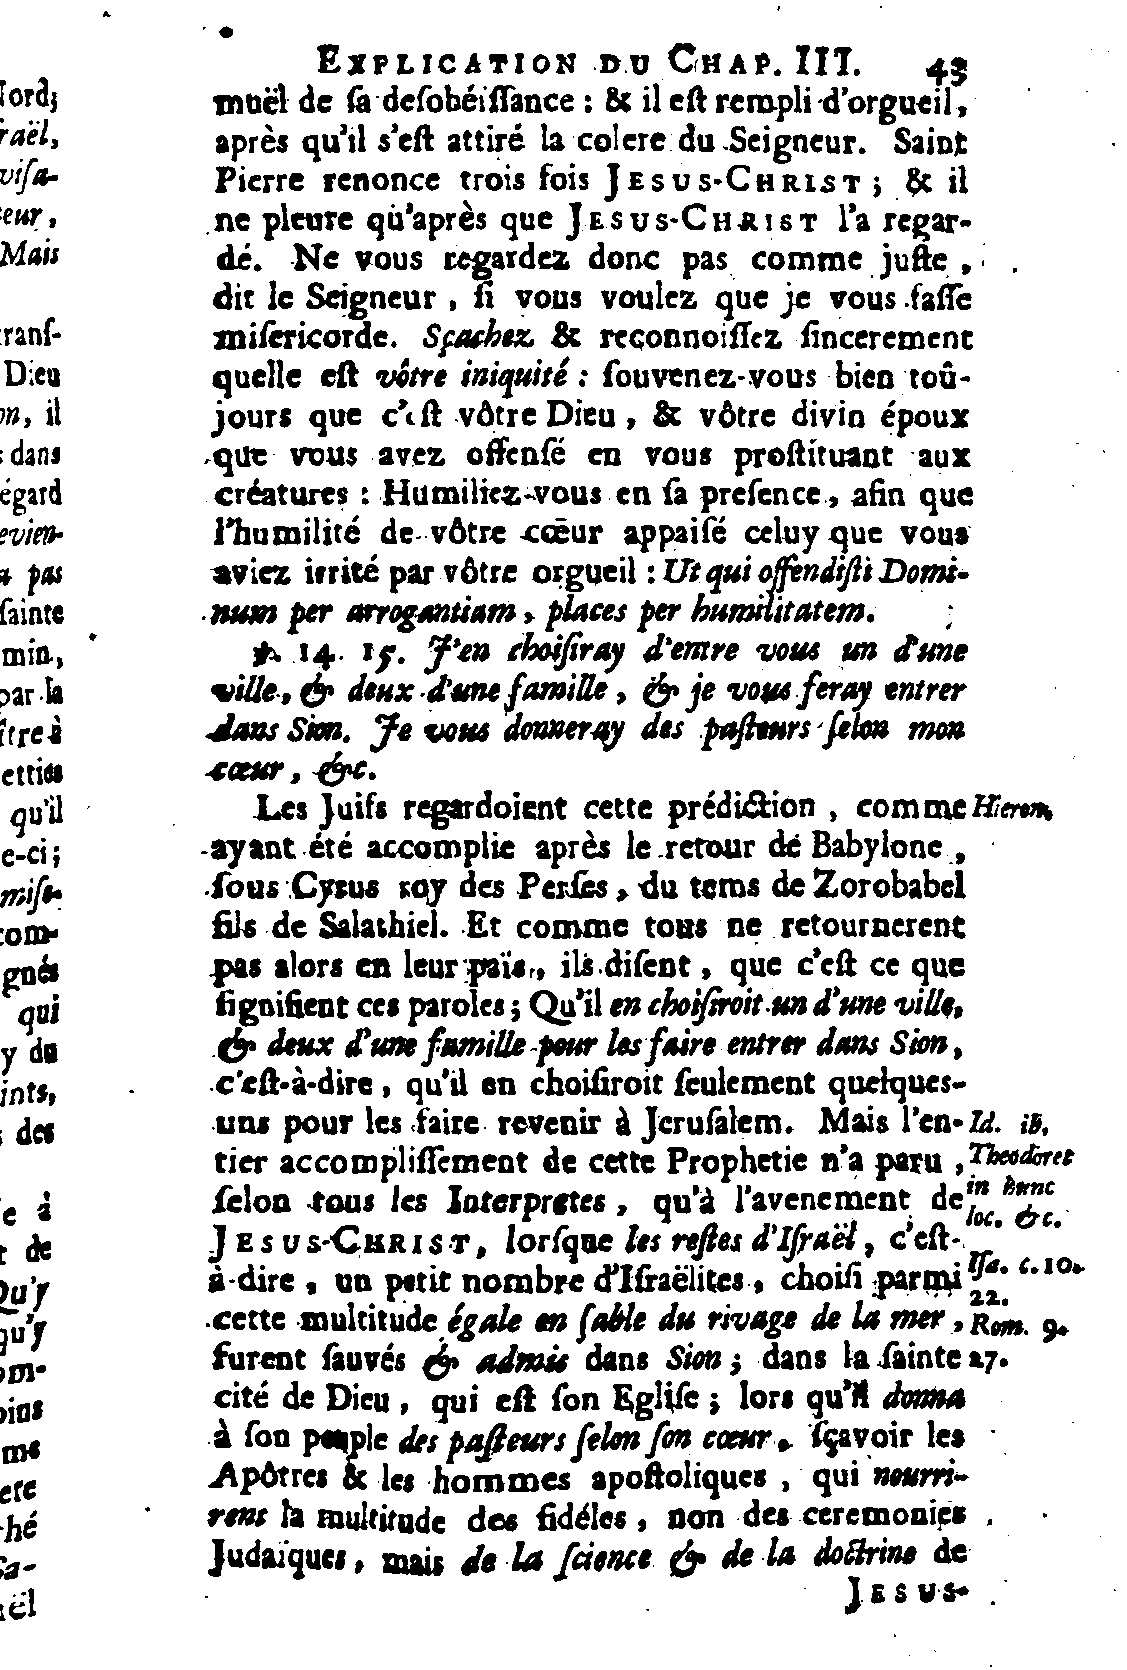 EXPLICATION DU CHAP. III. 43
muël de ſa deſobéiſſance : & il eſt rempli d'orgueil,
après qu'il s'eſt attiré la colere du Seigneur. Saint
Pierre renonce trois fois JESUS-CHRIST ; & il
ne pleure qu'après que JESUS-CHRIST l'a regar-
dé. Ne vous regardez donc pas comme juſte ,
dit le Seigneur , ſi vous voulez que je vous faſſe
miſericorde. Sçachez & reconnoiſſez ſincerement
quelle eſt vôtre iniquité : ſouvenez-vous bien toû-
jours que c'eſt vôtre Dieu , & vôtre divin époux
que vous avez offenſé en vous proſtituant aux
créatures : Humiliez-vous en ſa preſence , afin que
l'humilité de vôtre cœur appaiſé celuy que vous
aviez irrité par vôtre orgueil : Ut qui offendiſti Domi-
num per arrogantiam , places per humilitatem.
℣. 14. 15. J'en choiſiray d'entre vous un d'une
ville , & deux d'une famille , & je vous feray entrer
dans Sion. Je vous donneray des paſteurs ſelon mon
cœur , &c.
Les Juifs regardoient cette prédiction , comme Hieron.
ayant été accomplie après le retour de Babylone ,
ſous Cyrus roy des Perſes , du tems de Zorobabel
fils de Salathiel. Et comme tous ne retournerent
pas alors en leur païs , ils diſent , que c'eſt ce que
ſignifient ces paroles ; Qu'il en choiſiroit un d'une ville,
& deux d'une famille pour les faire entrer dans Sion ,
c'eſt-à-dire , qu'il en choiſiroit ſeulement quelques-
uns pour les faire revenir à Jeruſalem. Mais l'en- Id. ib.
tier accompliſſement de cette Prophetie n'a paru , Theodoret
ſelon tous les Interpretes , qu'à l'avenement de in hunc
loc. &c.
JESUS-CHRIST , lorſque les reſtes d'Iſraël , c'eſt-
à-dire , un petit nombre d'Iſraëlites , choiſi parmi Iſa. c. 10.
22.
cette multitude égale en ſable du rivage de la mer , Rom. 9.
furent ſauvés & admis dans Sion ; dans la ſainte 27.
cité de Dieu , qui eſt ſon Egliſe ; lors qu'il donna
à ſon peuple des paſteurs ſelon ſon cœur , ſçavoir les
Apôtres & les hommes apoſtoliques , qui nourri-
rent la multitude des fidéles , non des ceremonies
Judaïques , mais de la ſcience & de la doctrine de
JESUS-